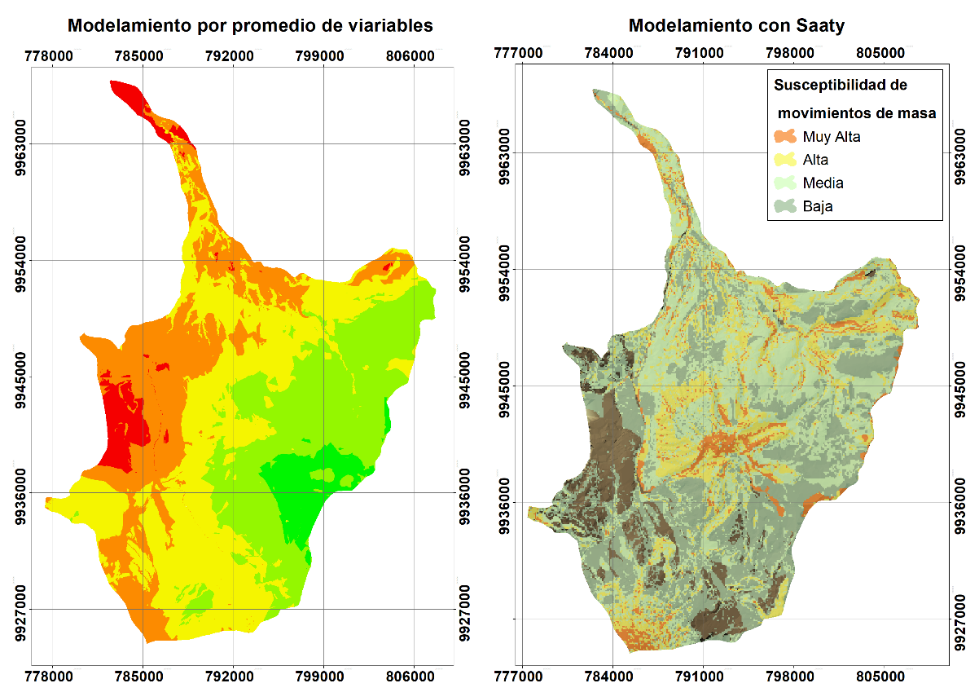 Modelamiento por promedio de viariables
778000 785000 792000 799000 806000
9963000
9954000
9945000
9936000
9927000
9963000
9954000
9945000
9936000
9927000
778000 785000 792000 799000 806000
Modelamiento con Saaty
777000 784000 791000 798000 805000
Susceptibilidad de
movimientos de masa
Muy Alta
Alta
Media
Baja
9963000
9954000
9945000
9936000
9927000
9963000
9954000
9945000
9936000
9927000
777000 784000 791000 798000 805000